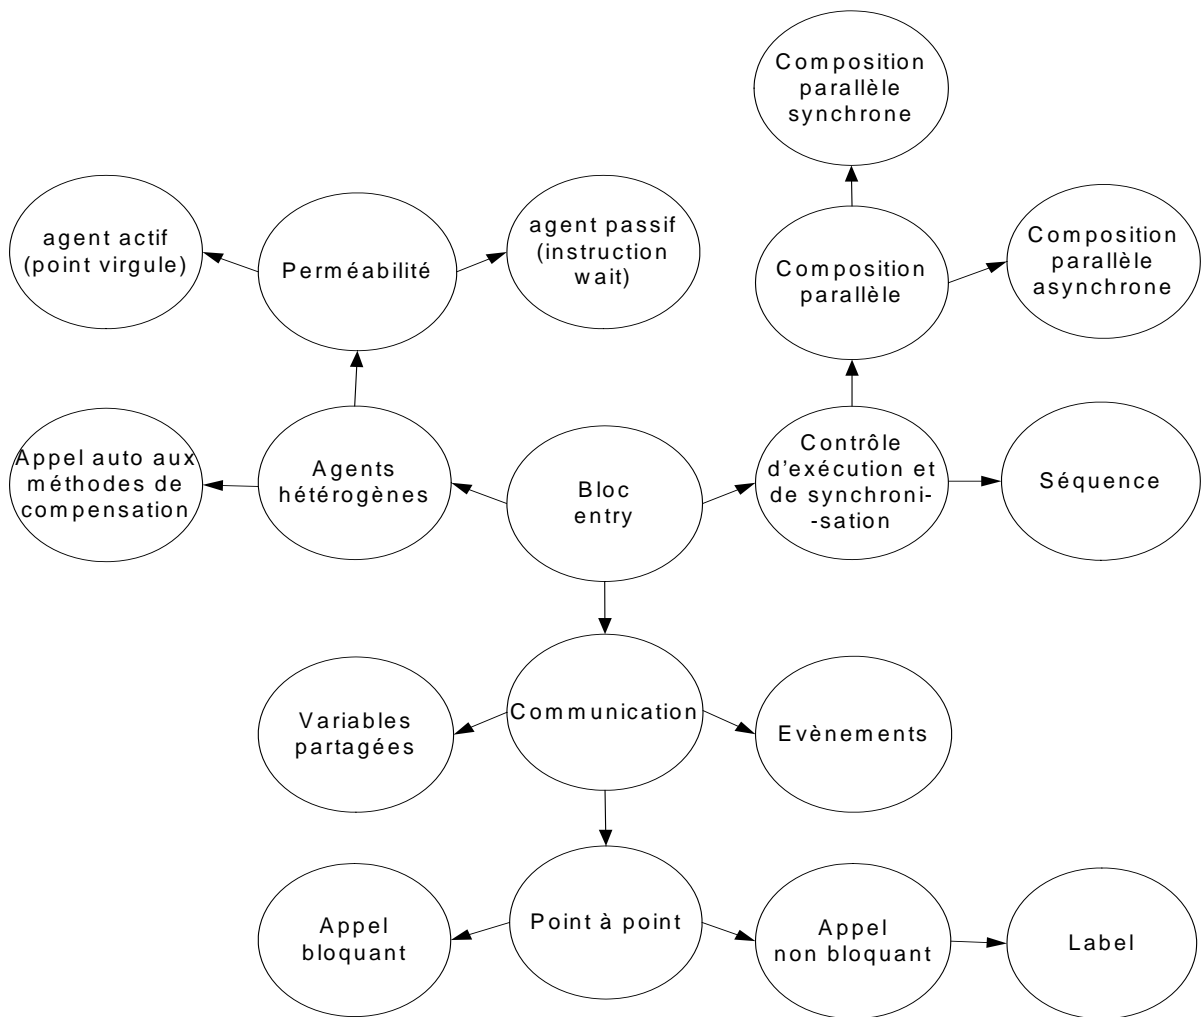 Composition
parallèle
synchrone
agent actif
(point virgule)
Perméabilité
agent passif
(instruction
wait)
Composition
parallèle
Composition
parallèle
asynchrone
Appel auto aux
méthodes de
compensation
Agents
hétérogènes
Bloc
entry
Contrôle
d'exécution et
de synchroni-
-sation
Séquence
Variables
partagées
Communication
Evènements
Appel
bloquant
Point à point
Appel
non bloquant
Label